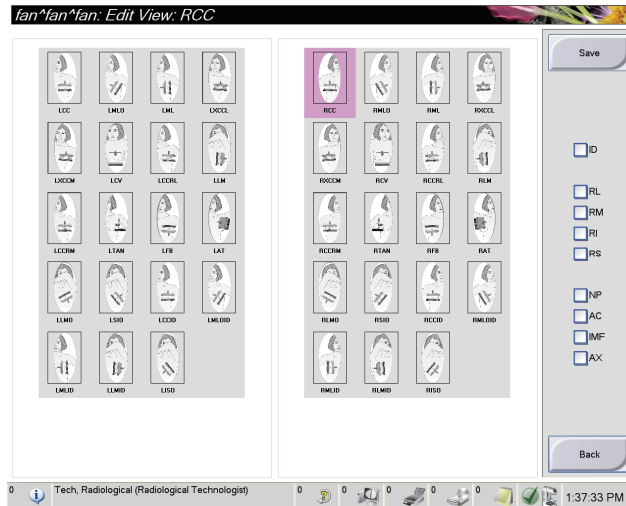 fan^fan^fan: Edit View: RCC
LCC LMLO LML LXCCL
LXCCM LCV LCCRL LLM
LCCRM LTAN LFB LAT
LLMO LSIO LCCID LMLOID
LMLID LLMID LISO
RCC RMLO RML RXCCL
RXCCM RCV RCCRL RLM
RCCRM RTAN RFB RAT
RLMO RSIO RCCID RMLOID
RMLID RLMID RISO
Save
ID
RL
RM
RI
RS
NP
AC
IMF
AX
Back
0 Tech, Radiological (Radiological Technologist) 0 0 0 0 0 1:37:33 PM